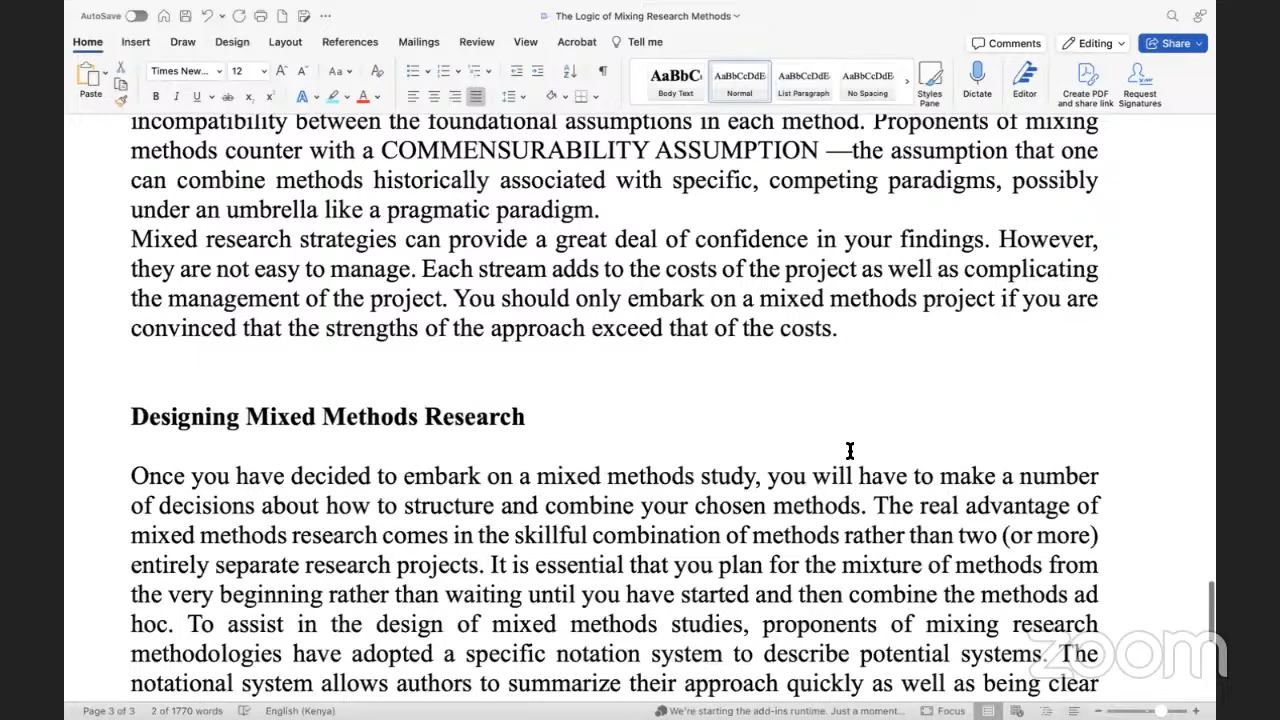 AutoSave
The Logic of Mixing Research Methods
Home Insert Draw Design Layout References Mailings Review View Acrobat Tell me
Comments Editing Share
Paste
Times New... 12
B I U ab x₂ x²
AaBbC AaBbCcDdE AaBbCcDdE AaBbCcDdE
Body Text Normal List Paragraph No Spacing
Styles Pane
Dictate
Editor
Create PDF and share link
Request Signatures
incompatibility between the foundational assumptions in each method. Proponents of mixing
methods counter with a COMMENSURABILITY ASSUMPTION —the assumption that one
can combine methods historically associated with specific, competing paradigms, possibly
under an umbrella like a pragmatic paradigm.
Mixed research strategies can provide a great deal of confidence in your findings. However,
they are not easy to manage. Each stream adds to the costs of the project as well as complicating
the management of the project. You should only embark on a mixed methods project if you are
convinced that the strengths of the approach exceed that of the costs.
Designing Mixed Methods Research
Once you have decided to embark on a mixed methods study, you will have to make a number
of decisions about how to structure and combine your chosen methods. The real advantage of
mixed methods research comes in the skillful combination of methods rather than two (or more)
entirely separate research projects. It is essential that you plan for the mixture of methods from
the very beginning rather than waiting until you have started and then combine the methods ad
hoc. To assist in the design of mixed methods studies, proponents of mixing research
methodologies have adopted a specific notation system to describe potential systems. The
notational system allows authors to summarize their approach quickly as well as being clear
zoom
Page 3 of 3 2 of 1770 words English (Kenya) We're starting the add-ins runtime. Just a moment... Focus